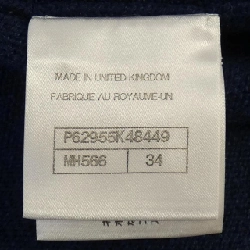 MADE IN UNITED KINGDOM
FABRIQUE AU ROYAUME-UNI
P62955K48449
MH566 34